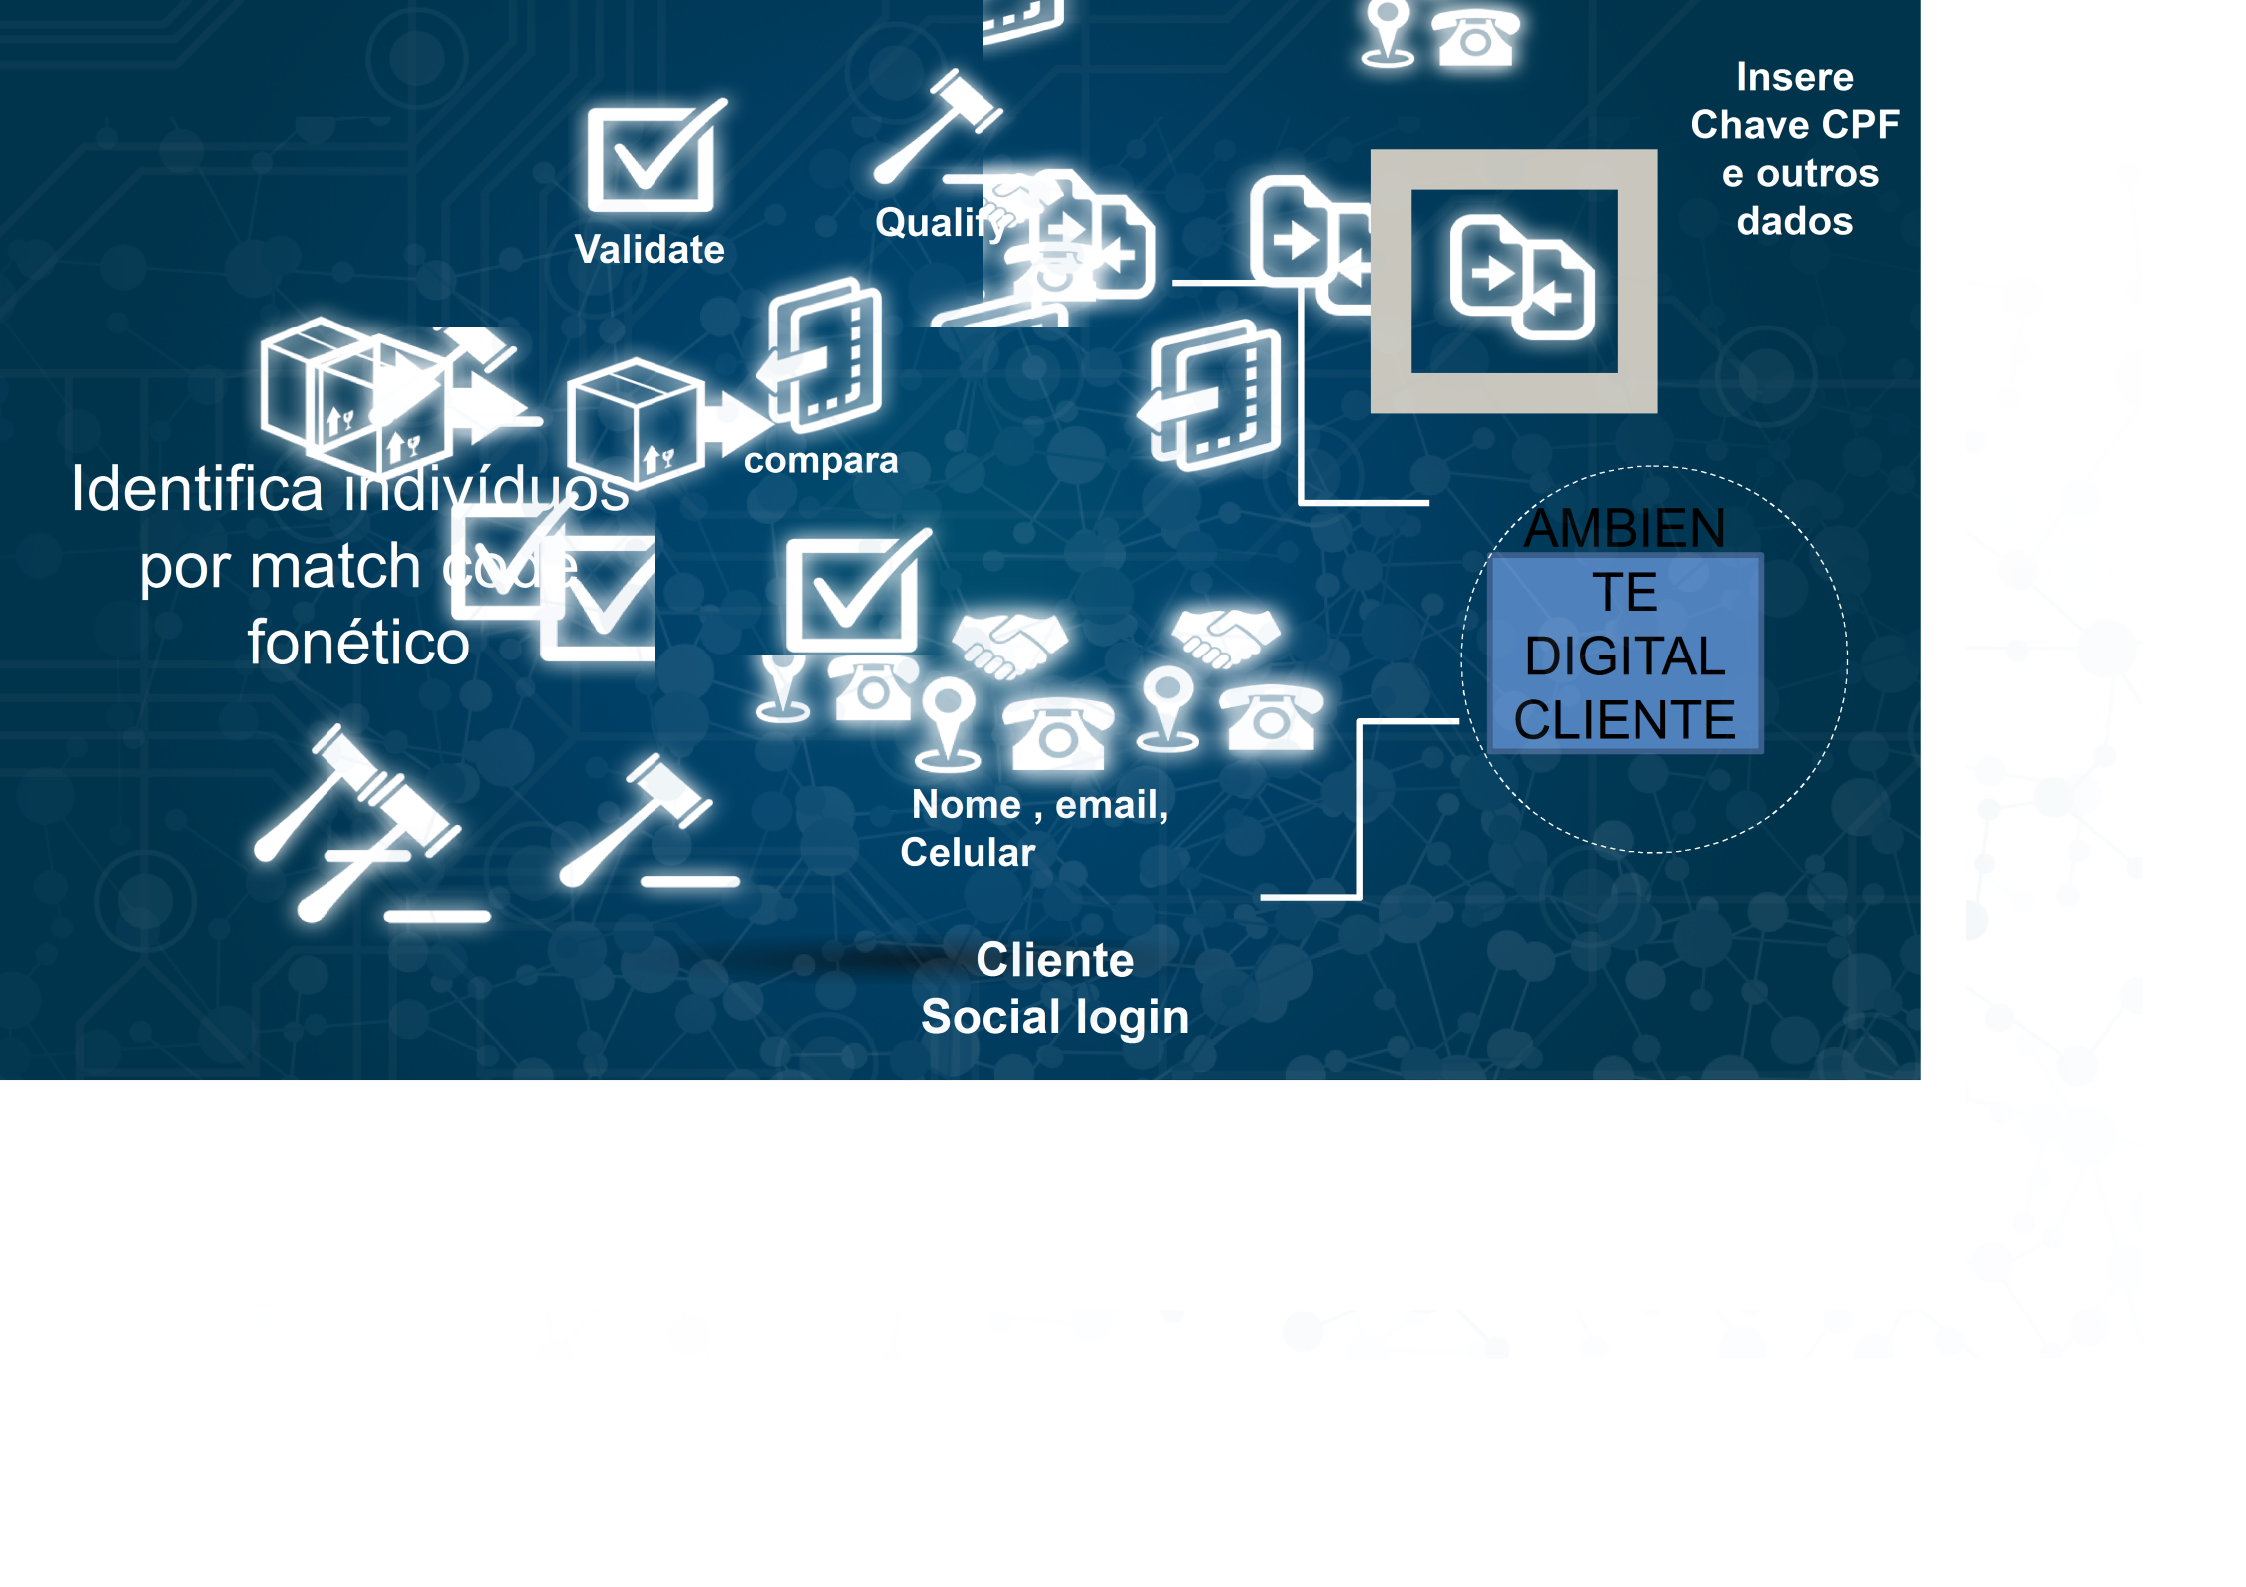 Insere
Chave CPF
e outros
dados
Validate
Qualify
compara
Identifica indivíduos
por match code
fonético
AMBIEN
TE
DIGITAL
CLIENTE
Nome , email,
Celular
Cliente
Social login